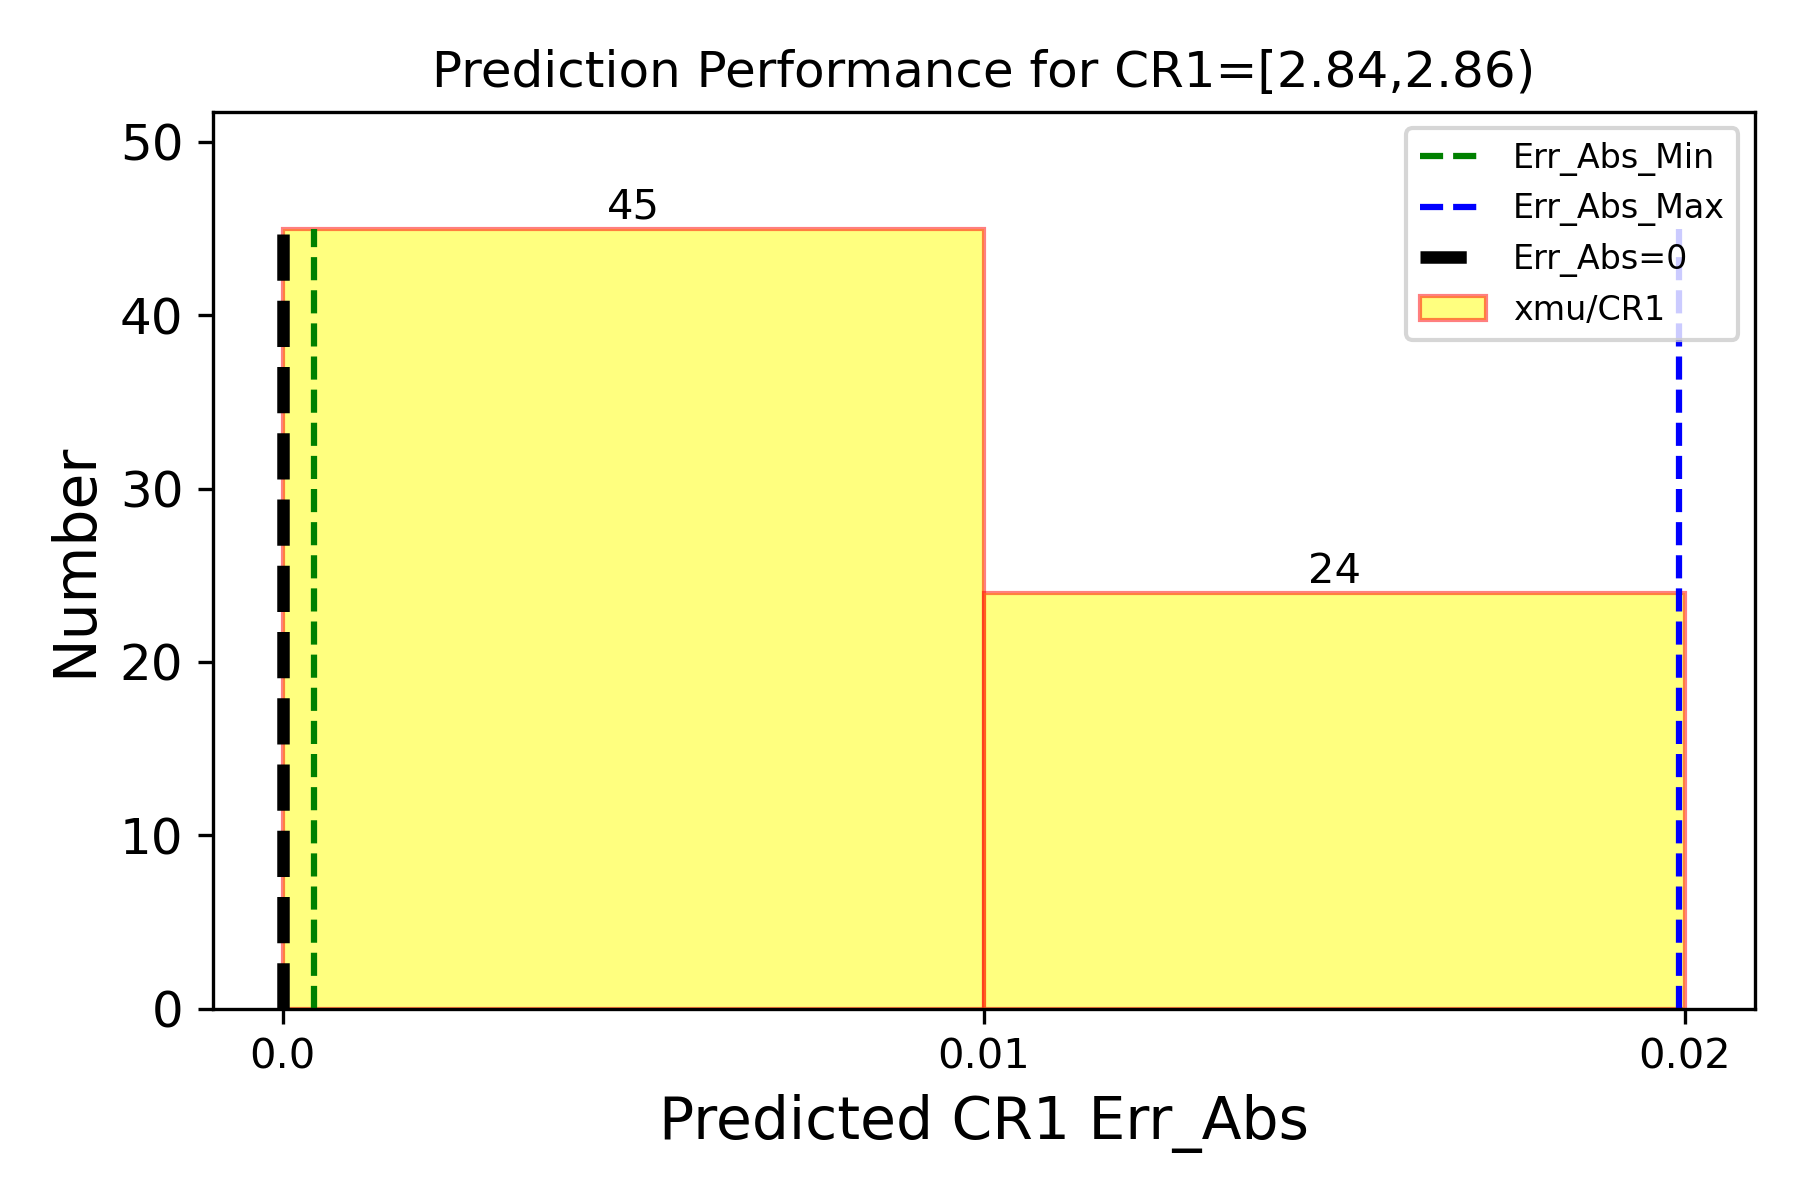 Prediction Performance for CR1=[2.84,2.86)
Err_Abs_Min
Err_Abs_Max
Err_Abs=0
xmu/CR1
45
24
50
40
30
20
10
0
Number
0.0
0.01
0.02
Predicted CR1 Err_Abs